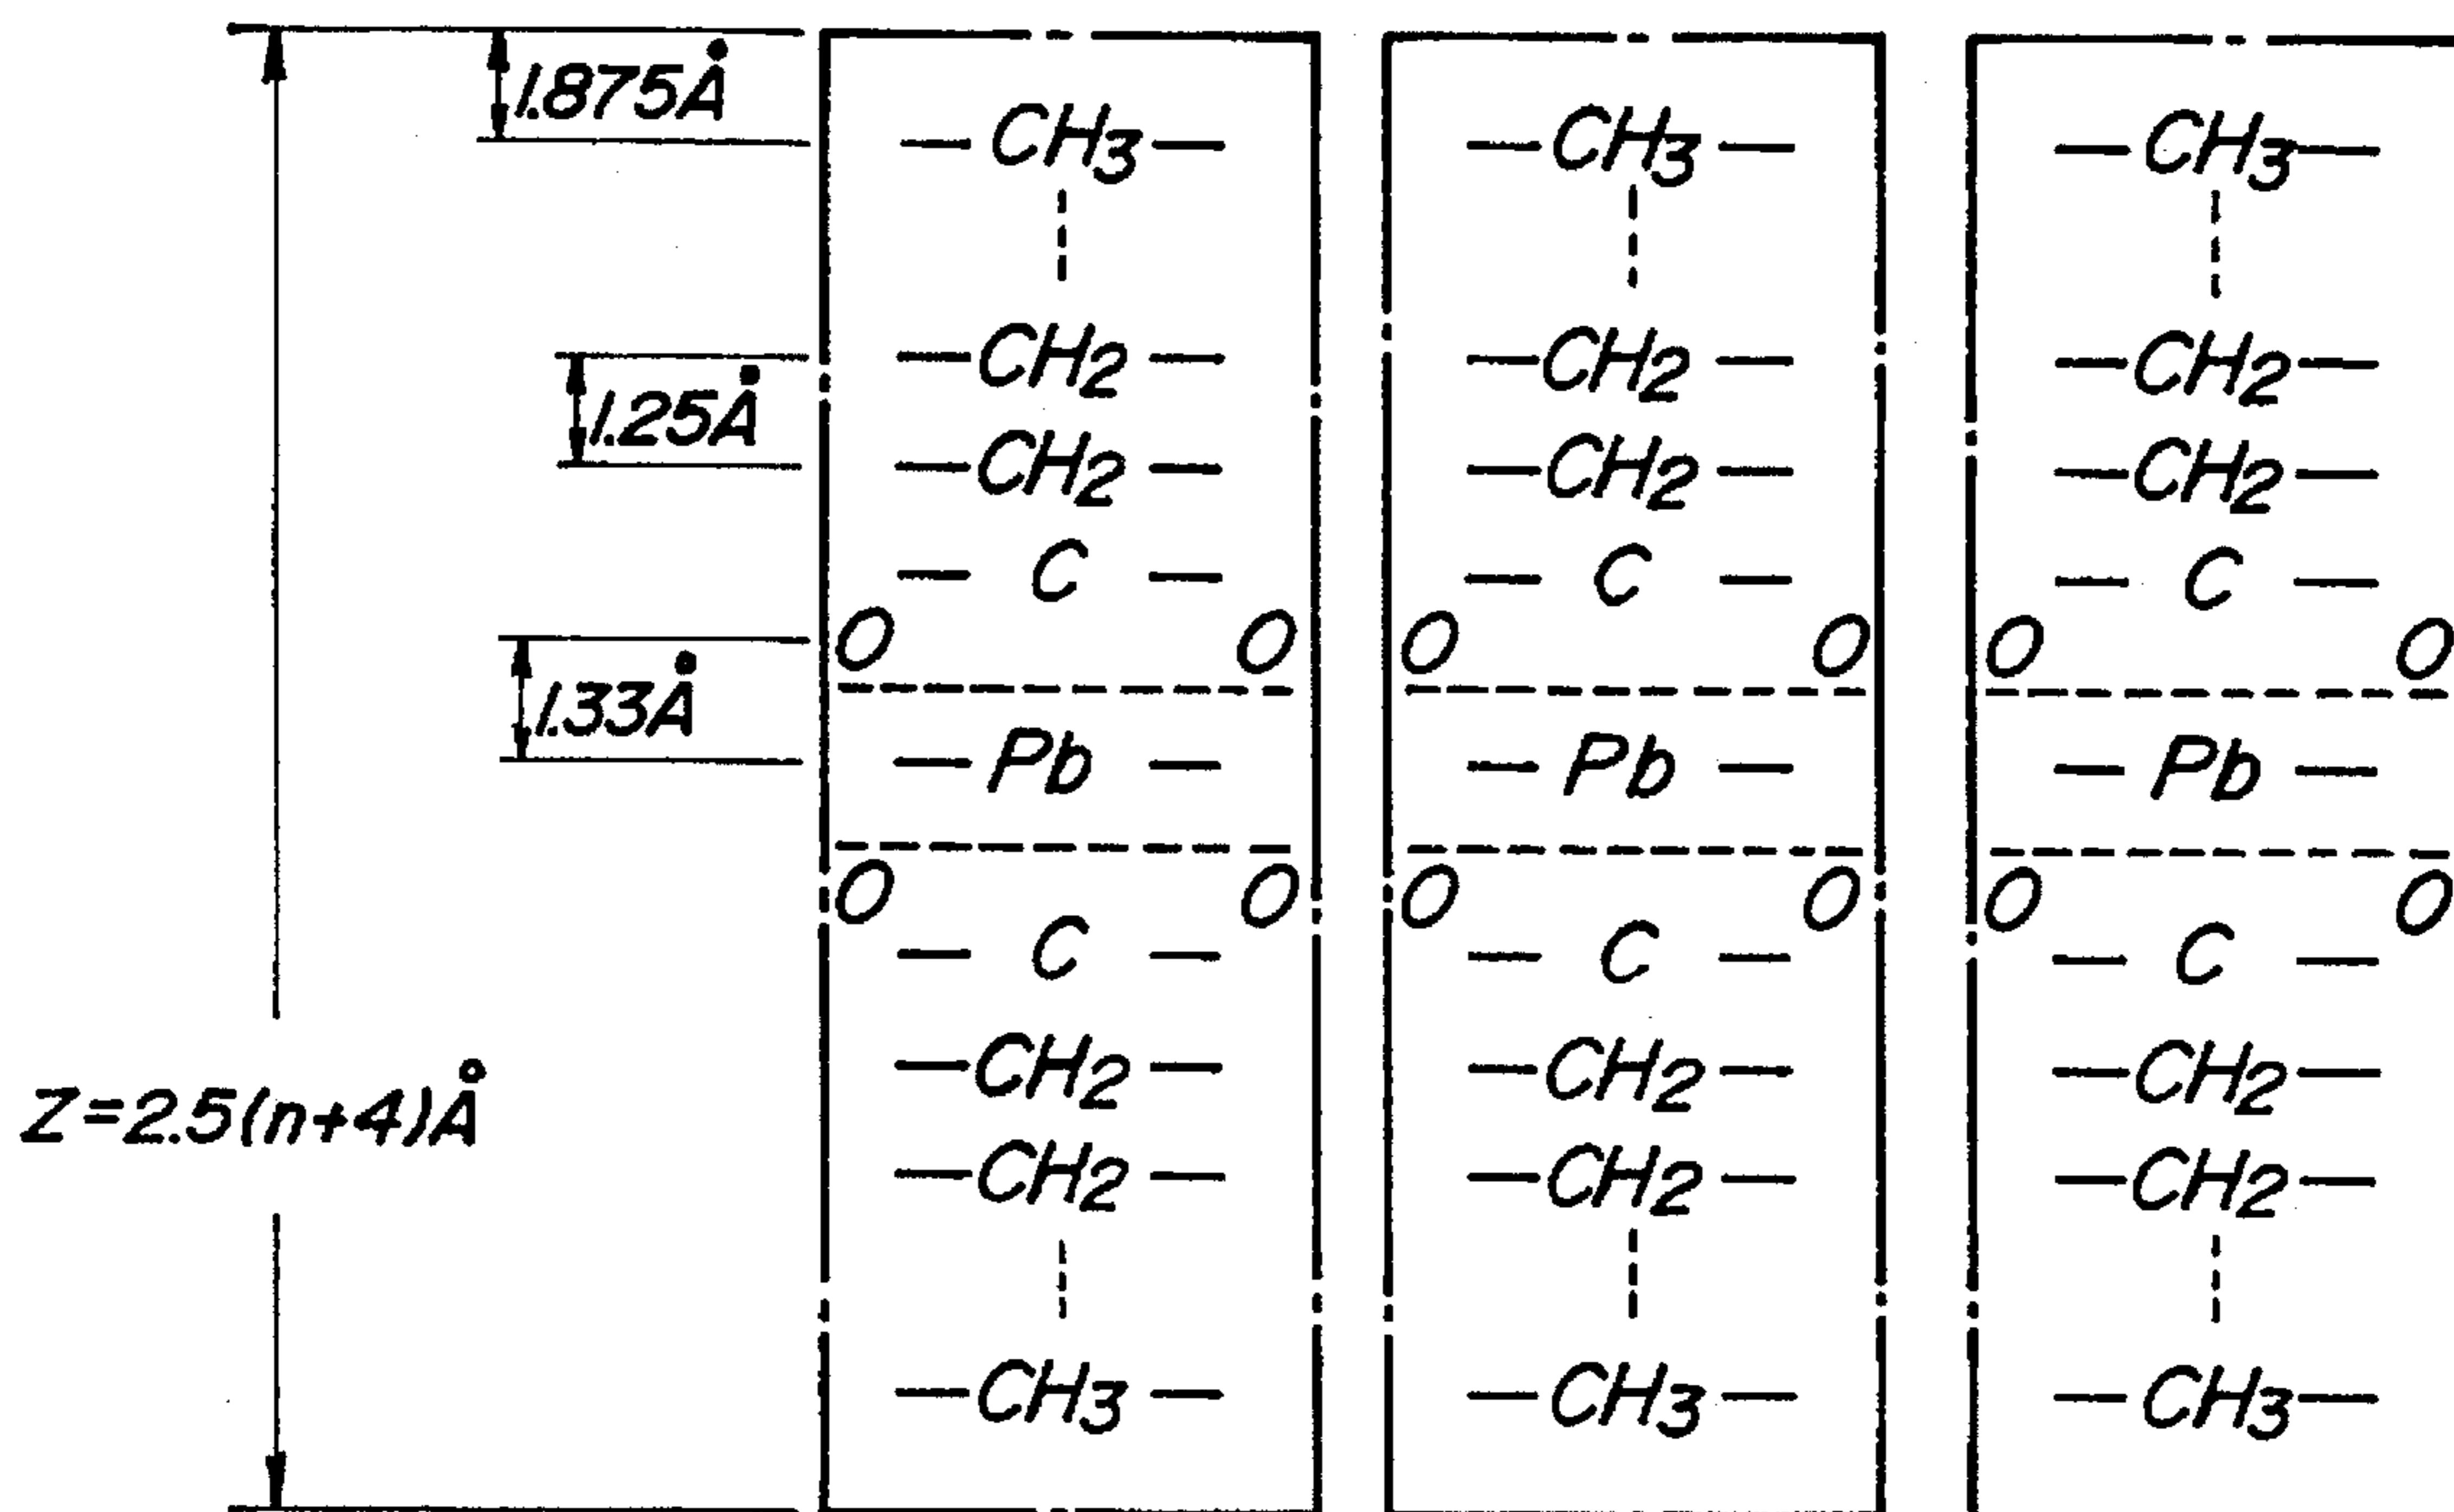 1.875Å
—CH3— —CH3— —CH3—
—CH2— —CH2— —CH2—
1.25Å
—CH2— —CH2— —CH2—
— C — — C — — C —
O O O O O O
1.33Å
—Pb— —Pb— —Pb—
O O O O O O
— C — — C — — C —
—CH2— —CH2— —CH2—
Z=2.5(n+4)Å
—CH2— —CH2— —CH2—
—CH3— —CH3— —CH3—